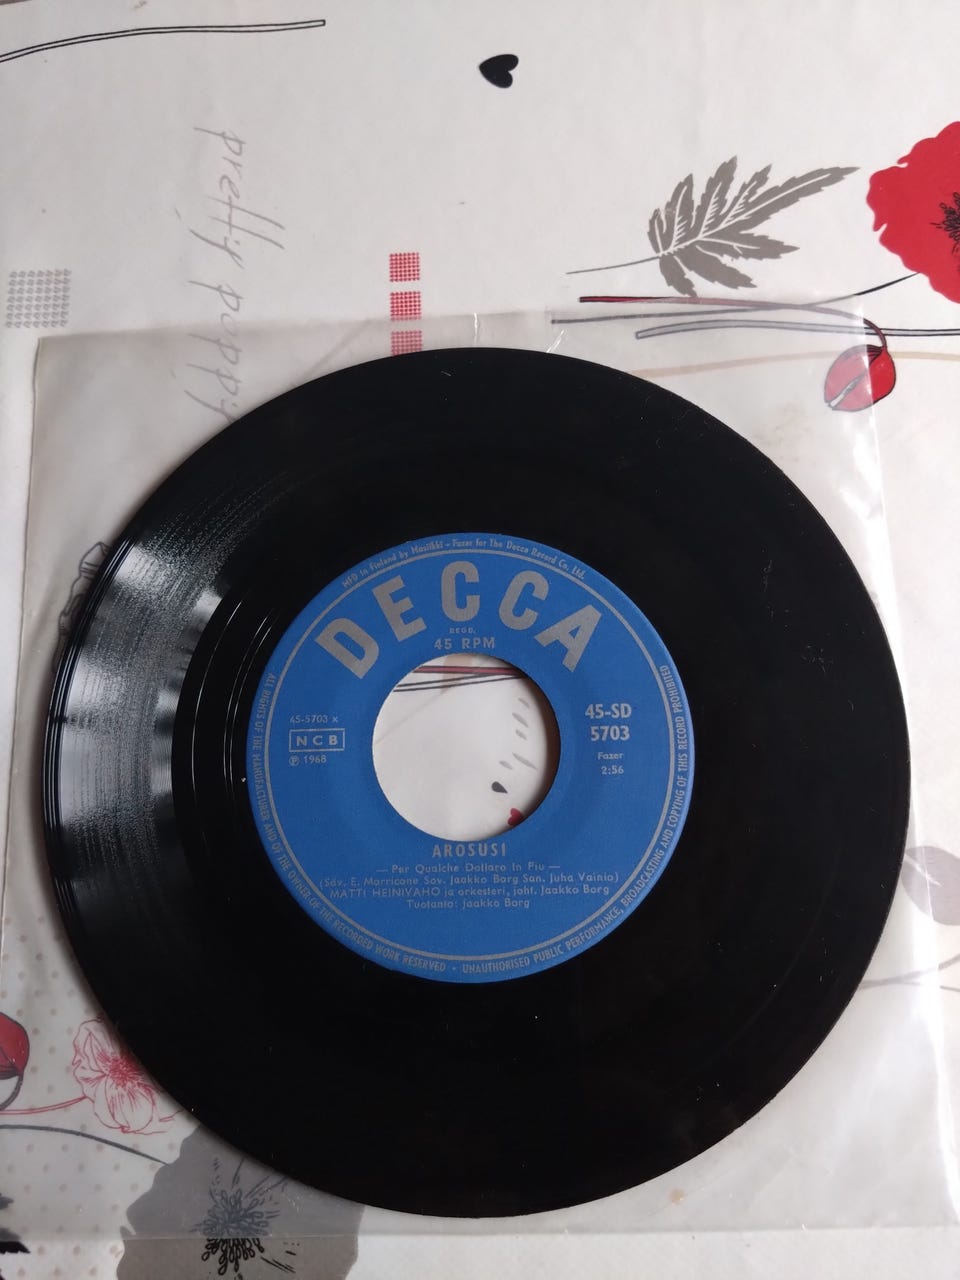 pretty poppy
MFD in Finland by Musiikki - Fazer for The Decca Record Co. Ltd.
DECCA
REGD.
45 RPM
45-5703 x
NCB
℗ 1968
45-SD
5703
Fazer
2:56
AROSUSI
— Per Qualche Dollaro In Piu —
(Säv. E. Morricone Sov. Jaakko Borg San. Juha Vainio)
MATTI HEINIVAHO ja orkesteri, joht. Jaakko Borg
Tuotanto: Jaakko Borg
ALL RIGHTS OF THE MANUFACTURER AND OF THE OWNER OF THE RECORDED WORK RESERVED • UNAUTHORISED PUBLIC PERFORMANCE, BROADCASTING AND COPYING OF THIS RECORD PROHIBITED